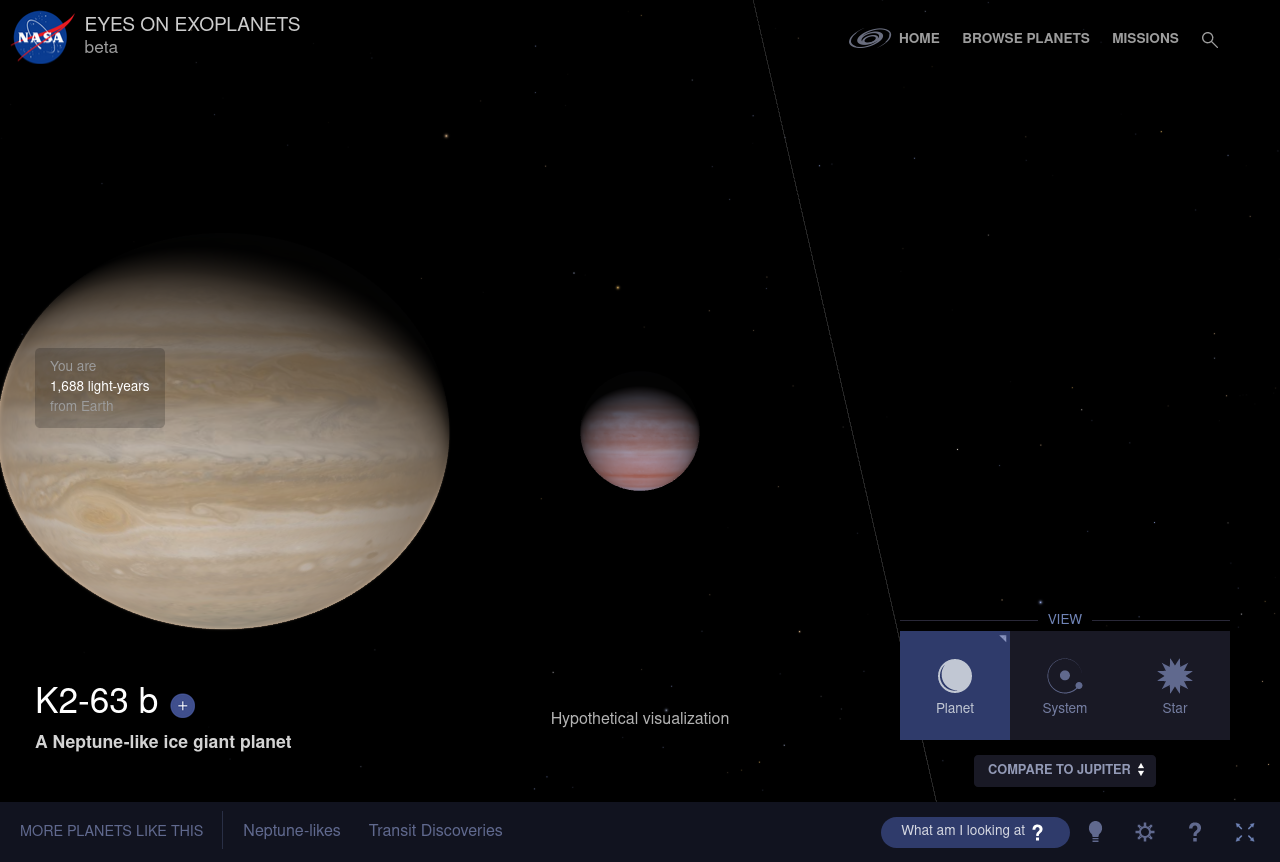 NASA
EYES ON EXOPLANETS
beta
HOME
BROWSE PLANETS
MISSIONS
You are
1,688 light-years
from Earth
VIEW
Planet
System
Star
K2-63 b +
A Neptune-like ice giant planet
Hypothetical visualization
COMPARE TO JUPITER
MORE PLANETS LIKE THIS
Neptune-likes
Transit Discoveries
What am I looking at ?
?